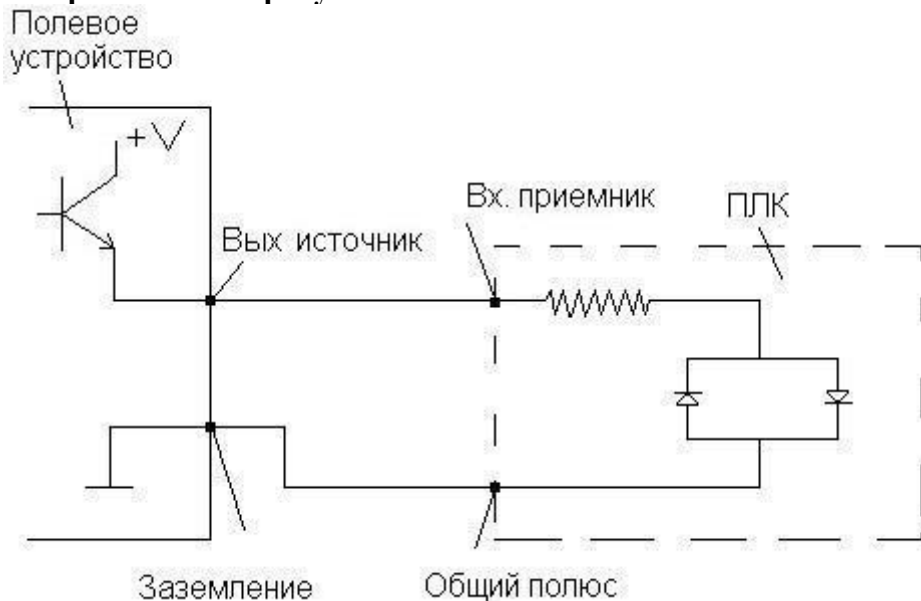 Полевое
устройство
+ V
Вх. приемник
ПЛК
Вых источник
Заземление
Общий полюс